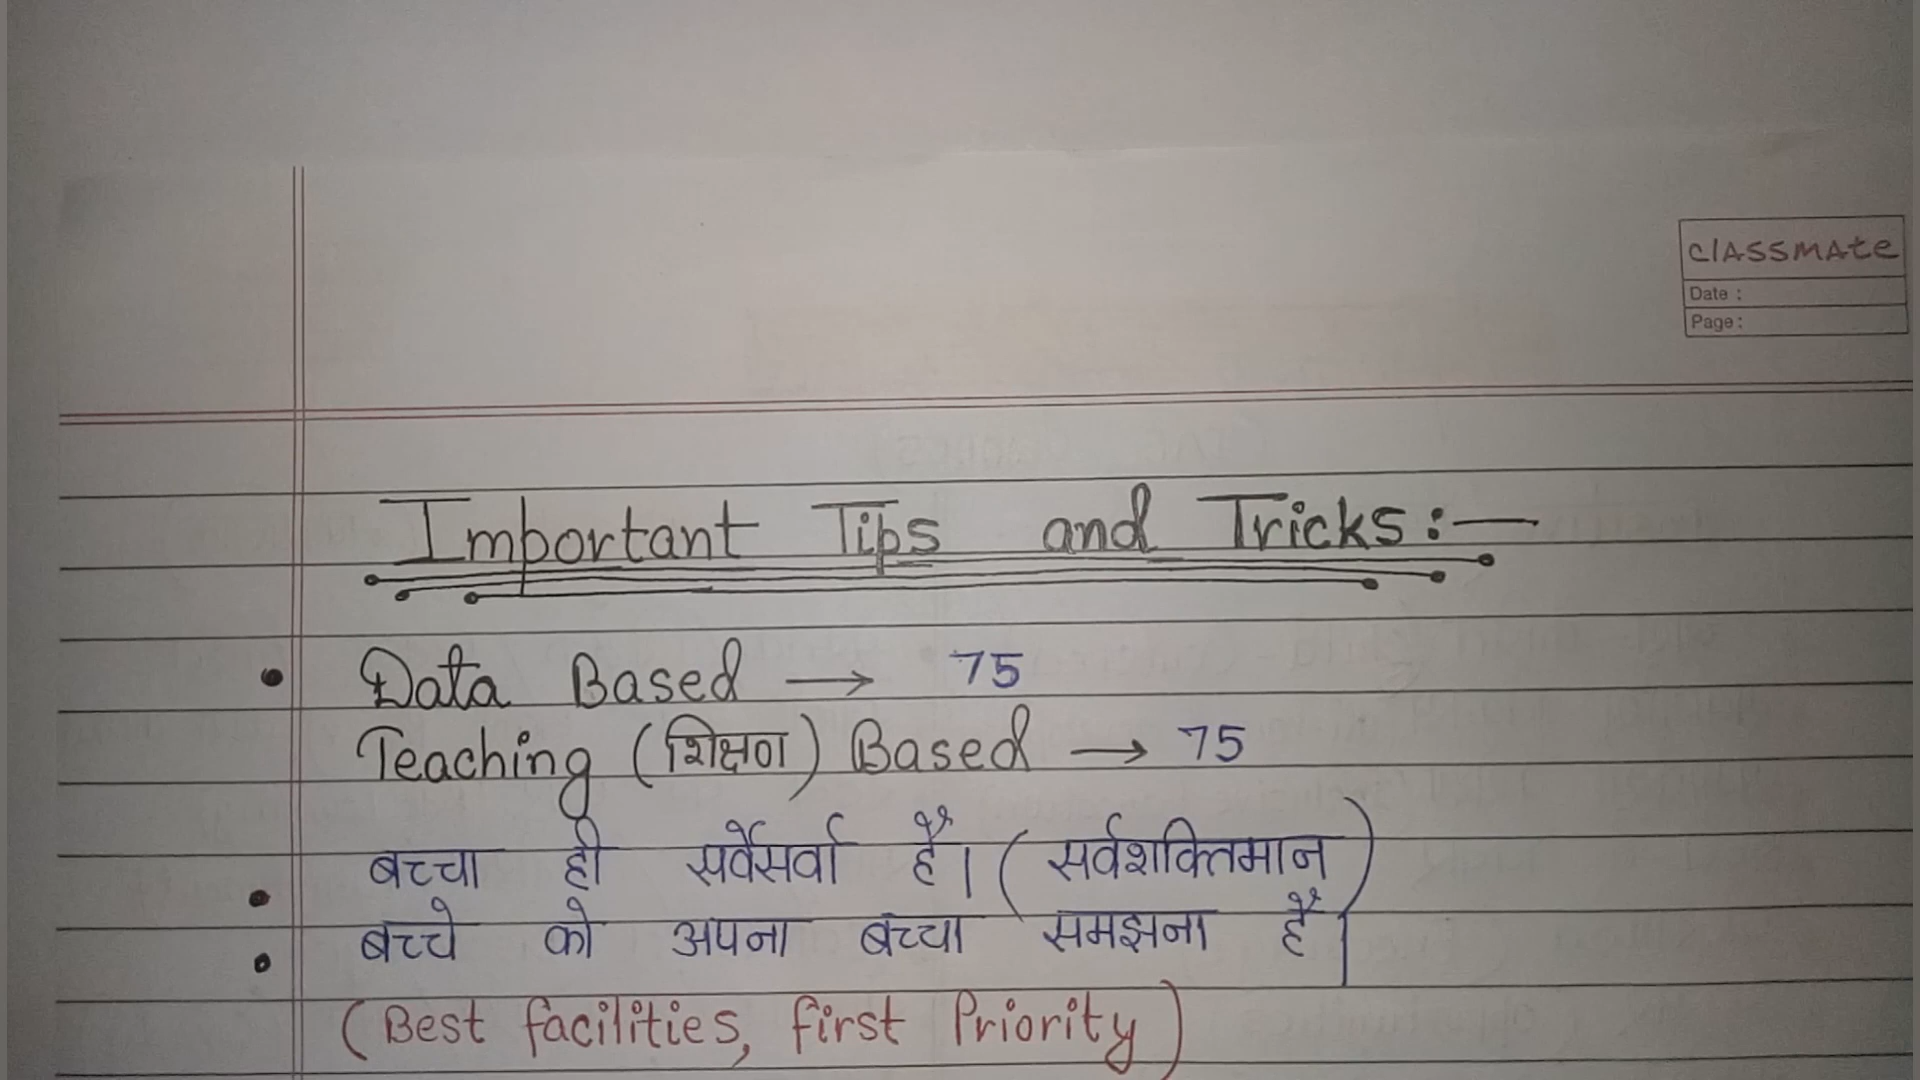 classmate
Date :
Page :
Important Tips and Tricks :—
• Data Based → 75
Teaching (शिक्षण) Based → 75
• बच्चा ही सर्वेसर्वा है। (सर्वशक्तिमान)
• बच्चे को अपना बच्चा समझना है।
(Best facilities, first Priority)